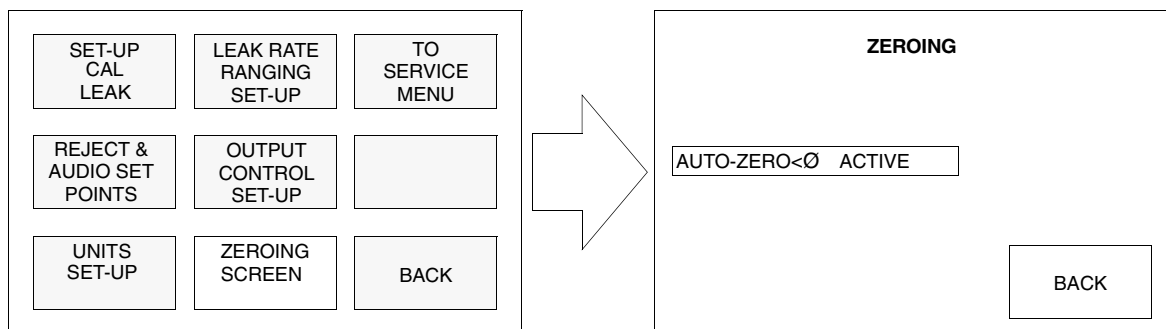 SET-UP
CAL
LEAK
LEAK RATE
RANGING
SET-UP
TO
SERVICE
MENU
REJECT &
AUDIO SET
POINTS
OUTPUT
CONTROL
SET-UP
UNITS
SET-UP
ZEROING
SCREEN
BACK
ZEROING
AUTO-ZERO<Ø ACTIVE
BACK